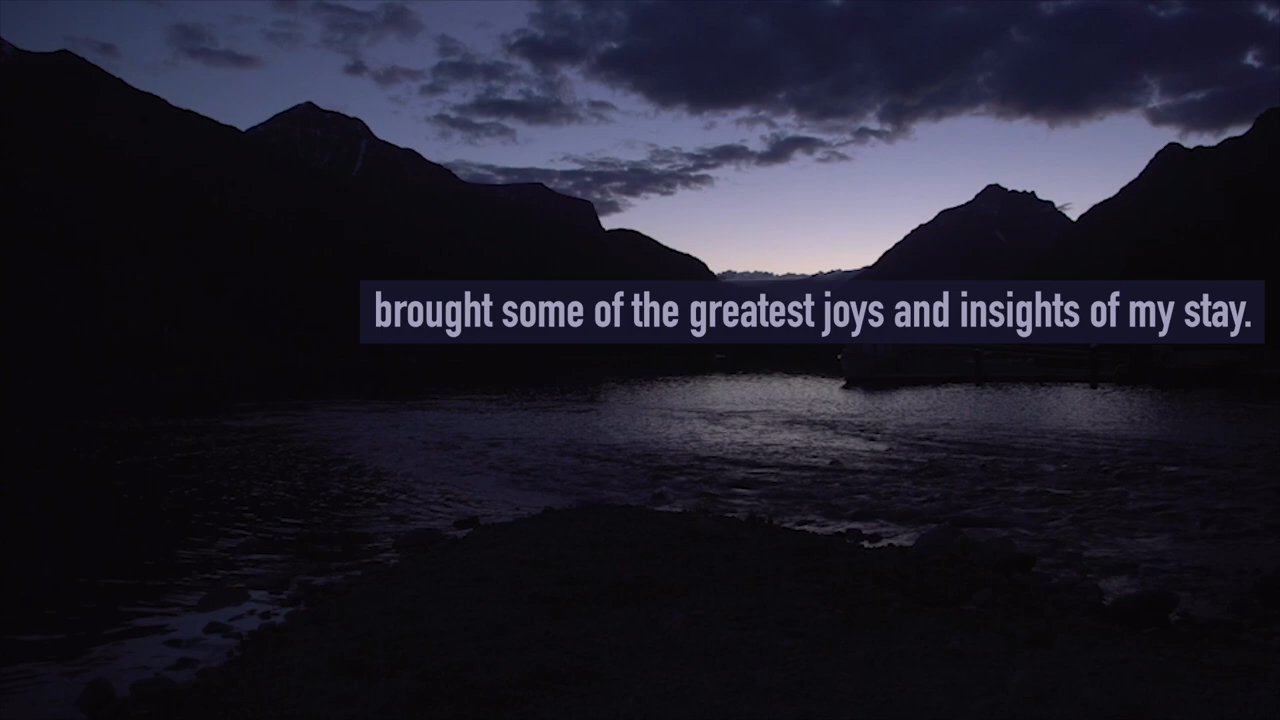 brought some of the greatest joys and insights of my stay.